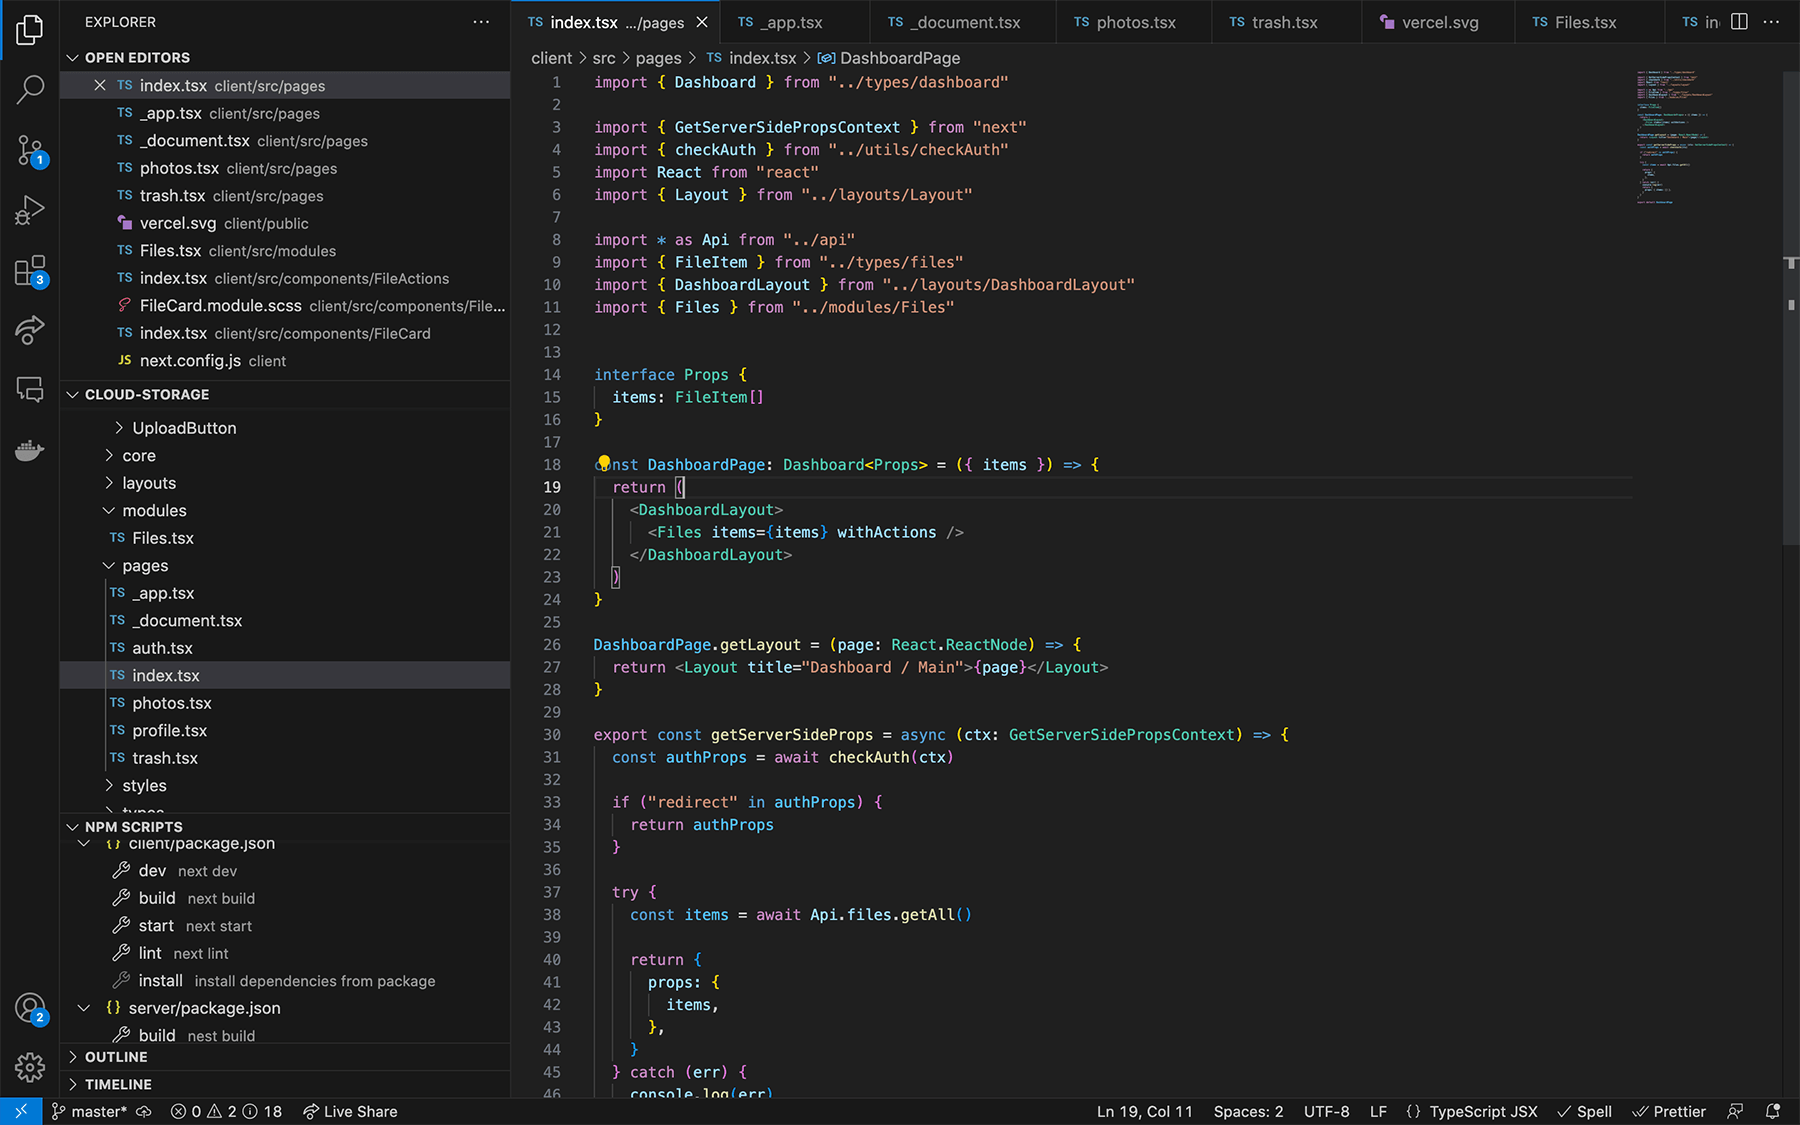 EXPLORER
OPEN EDITORS
TS index.tsx client/src/pages
TS _app.tsx client/src/pages
TS _document.tsx client/src/pages
TS photos.tsx client/src/pages
TS trash.tsx client/src/pages
vercel.svg client/public
TS Files.tsx client/src/modules
TS index.tsx client/src/components/FileActions
FileCard.module.scss client/src/components/File...
TS index.tsx client/src/components/FileCard
JS next.config.js client
CLOUD-STORAGE
UploadButton
core
layouts
modules
TS Files.tsx
pages
TS _app.tsx
TS _document.tsx
TS auth.tsx
TS index.tsx
TS photos.tsx
TS profile.tsx
TS trash.tsx
styles
types
NPM SCRIPTS
{} client/package.json
dev next dev
build next build
start next start
lint next lint
install install dependencies from package
{} server/package.json
build nest build
OUTLINE
TIMELINE
1
3
2
TS index.tsx .../pages TS _app.tsx TS _document.tsx TS photos.tsx TS trash.tsx vercel.svg TS Files.tsx TS in
client > src > pages > TS index.tsx > DashboardPage
1 import { Dashboard } from "../types/dashboard"
2
3 import { GetServerSidePropsContext } from "next"
4 import { checkAuth } from "../utils/checkAuth"
5 import React from "react"
6 import { Layout } from "../layouts/Layout"
7
8 import * as Api from "../api"
9 import { FileItem } from "../types/files"
10 import { DashboardLayout } from "../layouts/DashboardLayout"
11 import { Files } from "../modules/Files"
12
13
14 interface Props {
15 items: FileItem[]
16 }
17
18 const DashboardPage: Dashboard<Props> = ({ items }) => {
19 return (
20 <DashboardLayout>
21 <Files items={items} withActions />
22 </DashboardLayout>
23 )
24 }
25
26 DashboardPage.getLayout = (page: React.ReactNode) => {
27 return <Layout title="Dashboard / Main">{page}</Layout>
28 }
29
30 export const getServerSideProps = async (ctx: GetServerSidePropsContext) => {
31 const authProps = await checkAuth(ctx)
32
33 if ("redirect" in authProps) {
34 return authProps
35 }
36
37 try {
38 const items = await Api.files.getAll()
39
40 return {
41 props: {
42 items,
43 },
44 }
45 } catch (err) {
46 console.log(err)
master* 0 2 18 Live Share
Ln 19, Col 11 Spaces: 2 UTF-8 LF {} TypeScript JSX Spell Prettier